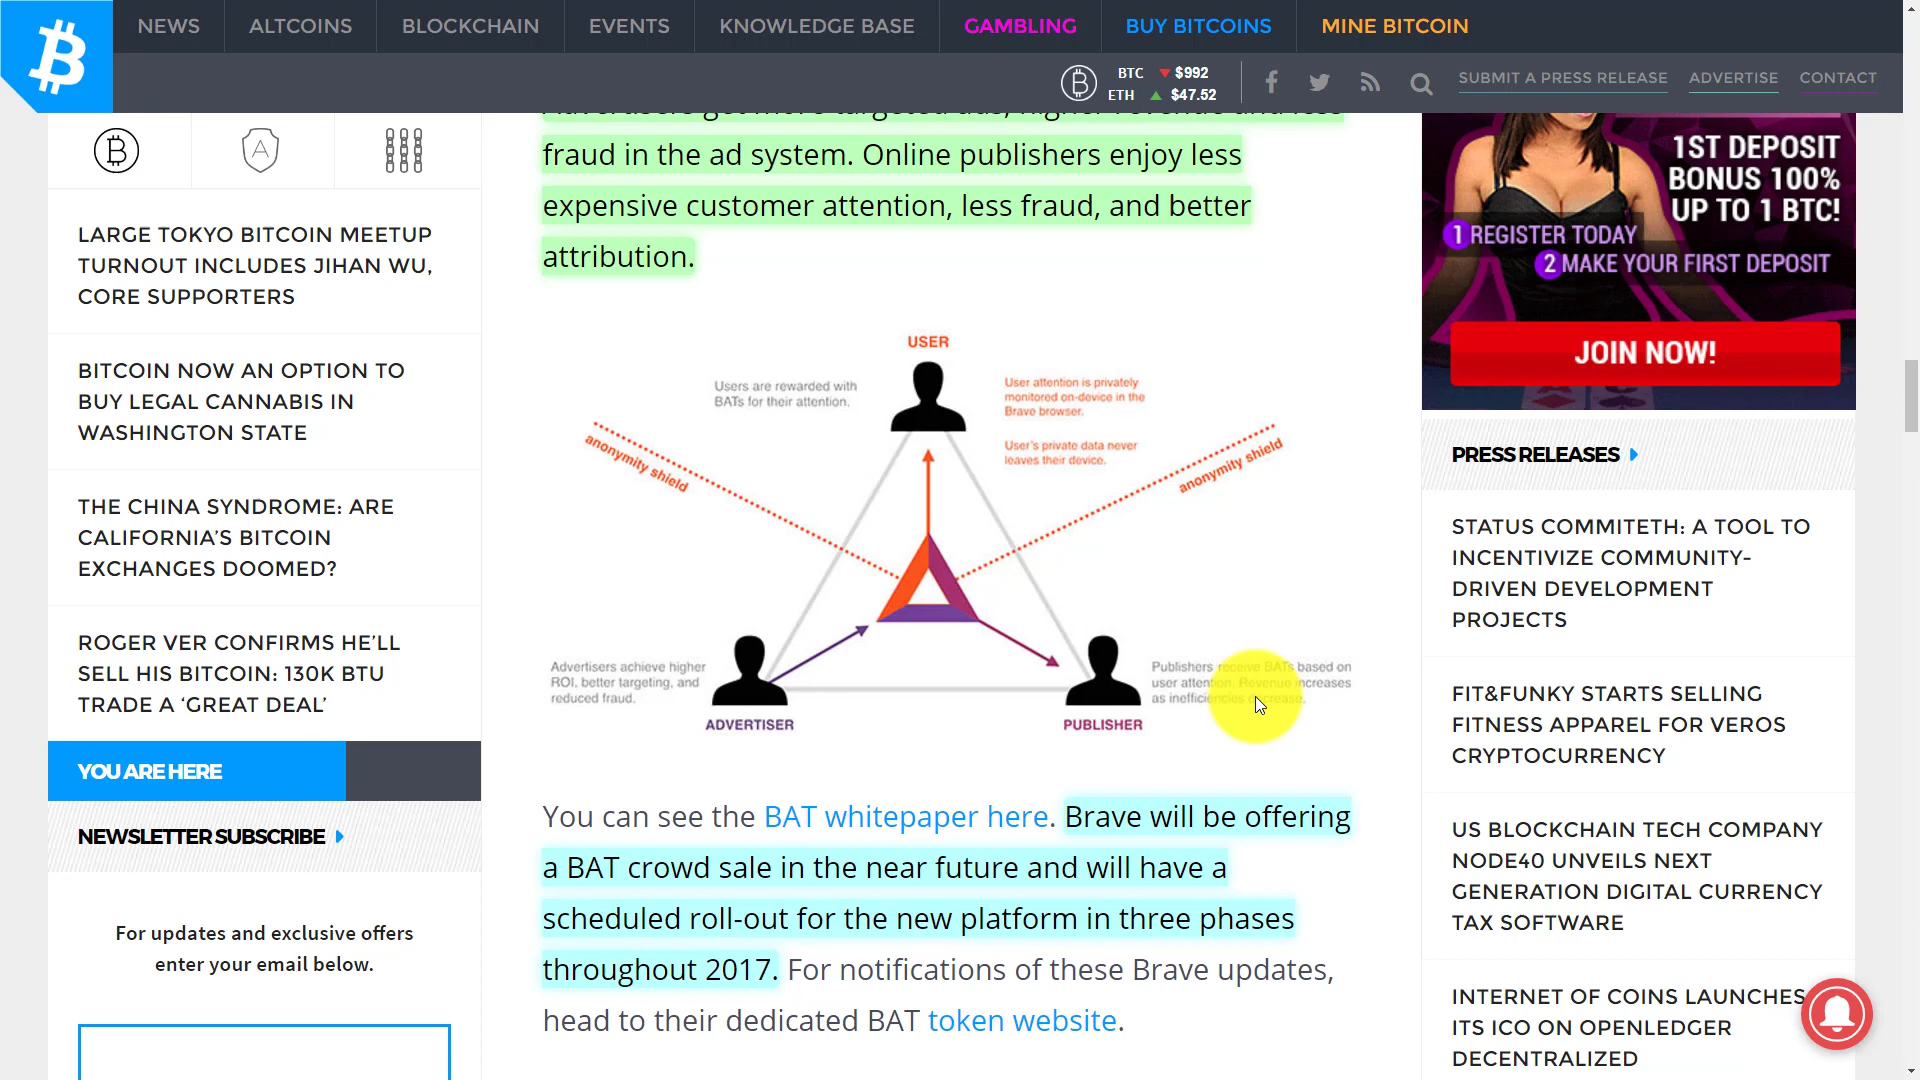 NEWS ALTCOINS BLOCKCHAIN EVENTS KNOWLEDGE BASE GAMBLING BUY BITCOINS MINE BITCOIN
BTC ▼ $992
ETH ▲ $47.52
SUBMIT A PRESS RELEASE ADVERTISE CONTACT
LARGE TOKYO BITCOIN MEETUP
TURNOUT INCLUDES JIHAN WU,
CORE SUPPORTERS
BITCOIN NOW AN OPTION TO
BUY LEGAL CANNABIS IN
WASHINGTON STATE
THE CHINA SYNDROME: ARE
CALIFORNIA’S BITCOIN
EXCHANGES DOOMED?
ROGER VER CONFIRMS HE’LL
SELL HIS BITCOIN: 130K BTU
TRADE A ‘GREAT DEAL’
YOU ARE HERE
NEWSLETTER SUBSCRIBE
For updates and exclusive offers
enter your email below.
Advertisers get more targeted ads, higher revenue and less
fraud in the ad system. Online publishers enjoy less
expensive customer attention, less fraud, and better
attribution.
USER
Users are rewarded with
BATs for their attention.
User attention is privately
monitored on-device in the
Brave browser.
User's private data never
leaves their device.
anonymity shield
anonymity shield
Advertisers achieve higher
ROI, better targeting, and
reduced fraud.
ADVERTISER
Publishers receive BATs based on
user attention. Revenue increases
as inefficiencies decrease.
PUBLISHER
You can see the BAT whitepaper here. Brave will be offering
a BAT crowd sale in the near future and will have a
scheduled roll-out for the new platform in three phases
throughout 2017. For notifications of these Brave updates,
head to their dedicated BAT token website.
1ST DEPOSIT
BONUS 100%
UP TO 1 BTC!
1 REGISTER TODAY
2 MAKE YOUR FIRST DEPOSIT
JOIN NOW!
PRESS RELEASES
STATUS COMMITETH: A TOOL TO
INCENTIVIZE COMMUNITY-
DRIVEN DEVELOPMENT
PROJECTS
FIT&FUNKY STARTS SELLING
FITNESS APPAREL FOR VEROS
CRYPTOCURRENCY
US BLOCKCHAIN TECH COMPANY
NODE40 UNVEILS NEXT
GENERATION DIGITAL CURRENCY
TAX SOFTWARE
INTERNET OF COINS LAUNCHES
ITS ICO ON OPENLEDGER
DECENTRALIZED